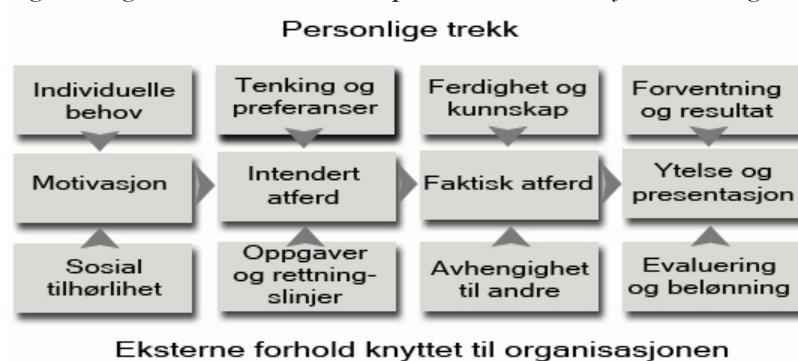 Personlige trekk
Individuelle
behov
Tenking og
preferanser
Ferdighet og
kunnskap
Forventning
og resultat
Motivasjon
Intendert
atferd
Faktisk atferd
Ytelse og
presentasjon
Sosial
tilhørlihet
Oppgaver
og rettning-
slinjer
Avhengighet
til andre
Evaluering
og belønning
Eksterne forhold knyttet til organisasjonen